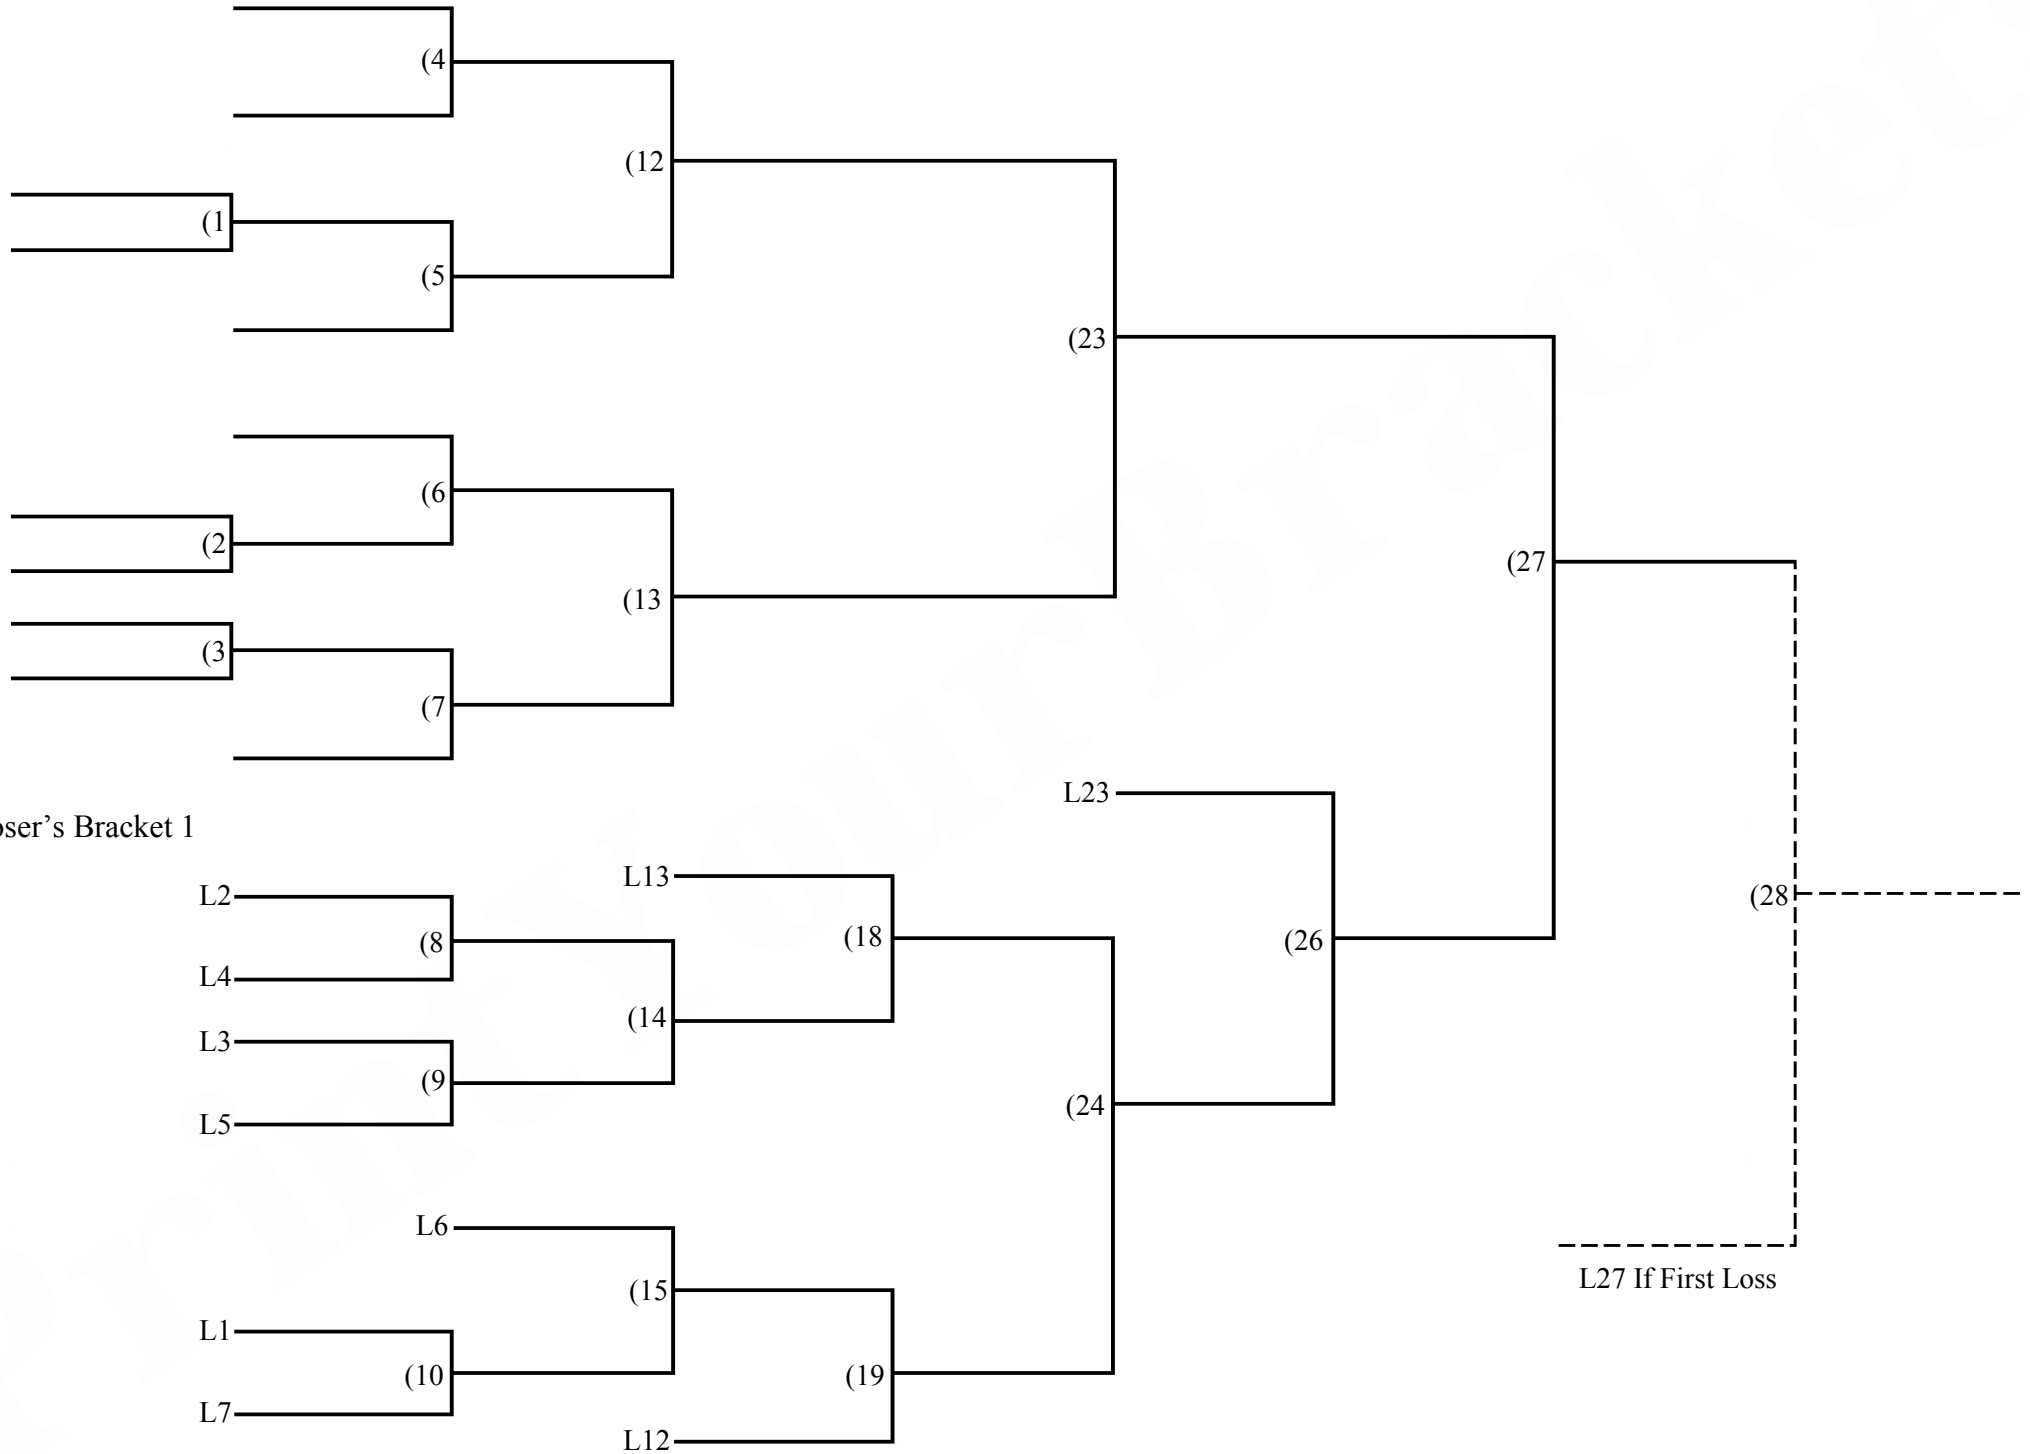 (4
(12
(1
(5
(23
(6
(2
(27
(13
(3
(7
L23
oser’s Bracket 1
L13
L2
(28
(18
(26
(8
L4
(14
L3
(9
(24
L5
L6
L27 If First Loss
(15
L1
(10
(19
L7
L12
PrintYourBrackets